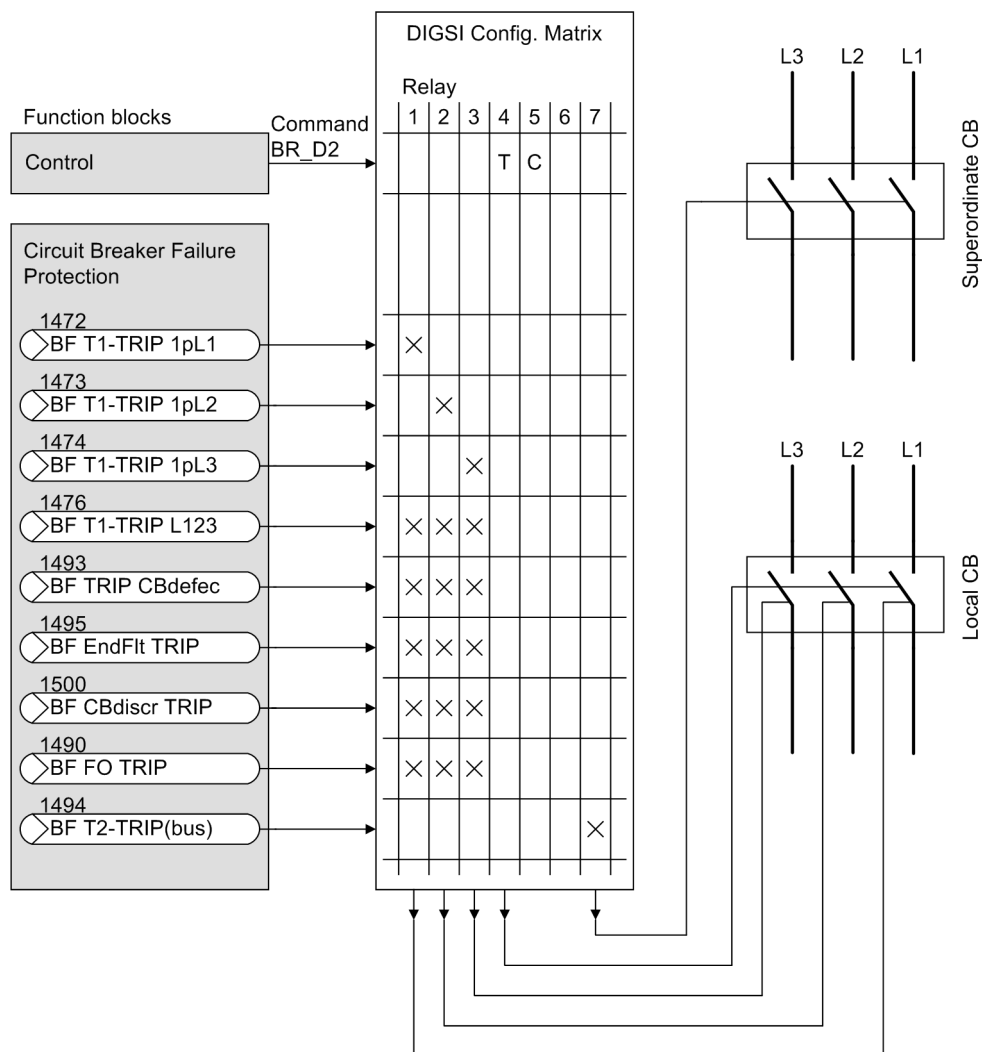 DIGSI Config. Matrix
Relay
1 2 3 4 5 6 7
Function blocks
Control
Command
BR_D2
T C
Circuit Breaker Failure
Protection
1472
BF T1-TRIP 1pL1
1473
BF T1-TRIP 1pL2
1474
BF T1-TRIP 1pL3
1476
BF T1-TRIP L123
1493
BF TRIP CBdefec
1495
BF EndFlt TRIP
1500
BF CBdiscr TRIP
1490
BF FO TRIP
1494
BF T2-TRIP(bus)
L3 L2 L1
Superordinate CB
L3 L2 L1
Local CB